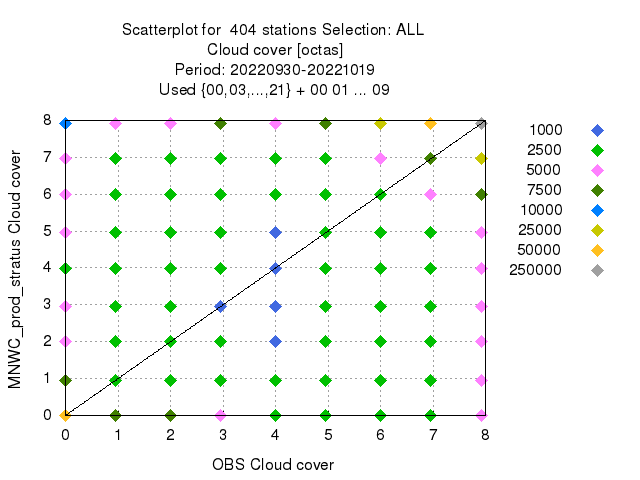 Scatterplot for 404 stations Selection: ALL
Cloud cover [octas]
Period: 20220930-20221019
Used {00,03,...,21} + 00 01 ... 09
MNWC_prod_stratus Cloud cover
8
7
6
5
4
3
2
1
0
0 1 2 3 4 5 6 7 8
OBS Cloud cover
1000
2500
5000
7500
10000
25000
50000
250000